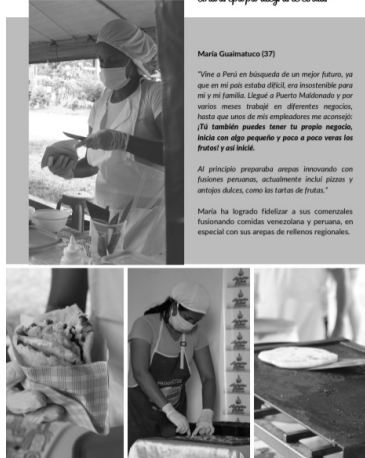 María Guaimatuco (37)
"Vine a Perú en búsqueda de un mejor futuro, ya
que en mi país estaba difícil, era insostenible para
mí y mi familia. Llegué a Puerto Maldonado y por
varios meses trabajé en diferentes negocios,
hasta que unos de mis empleadores me aconsejó:
¡Tú también puedes tener tu propio negocio,
inicia con algo pequeño y poco a poco veras los
frutos! y así inicié.
Al principio preparaba arepas innovando con
fusiones peruanas, actualmente incluí pizzas y
antojos dulces, como las tartas de frutas."
María ha logrado fidelizar a sus comenzales
fusionando comidas venezolana y peruana, en
especial con sus arepas de rellenos regionales.